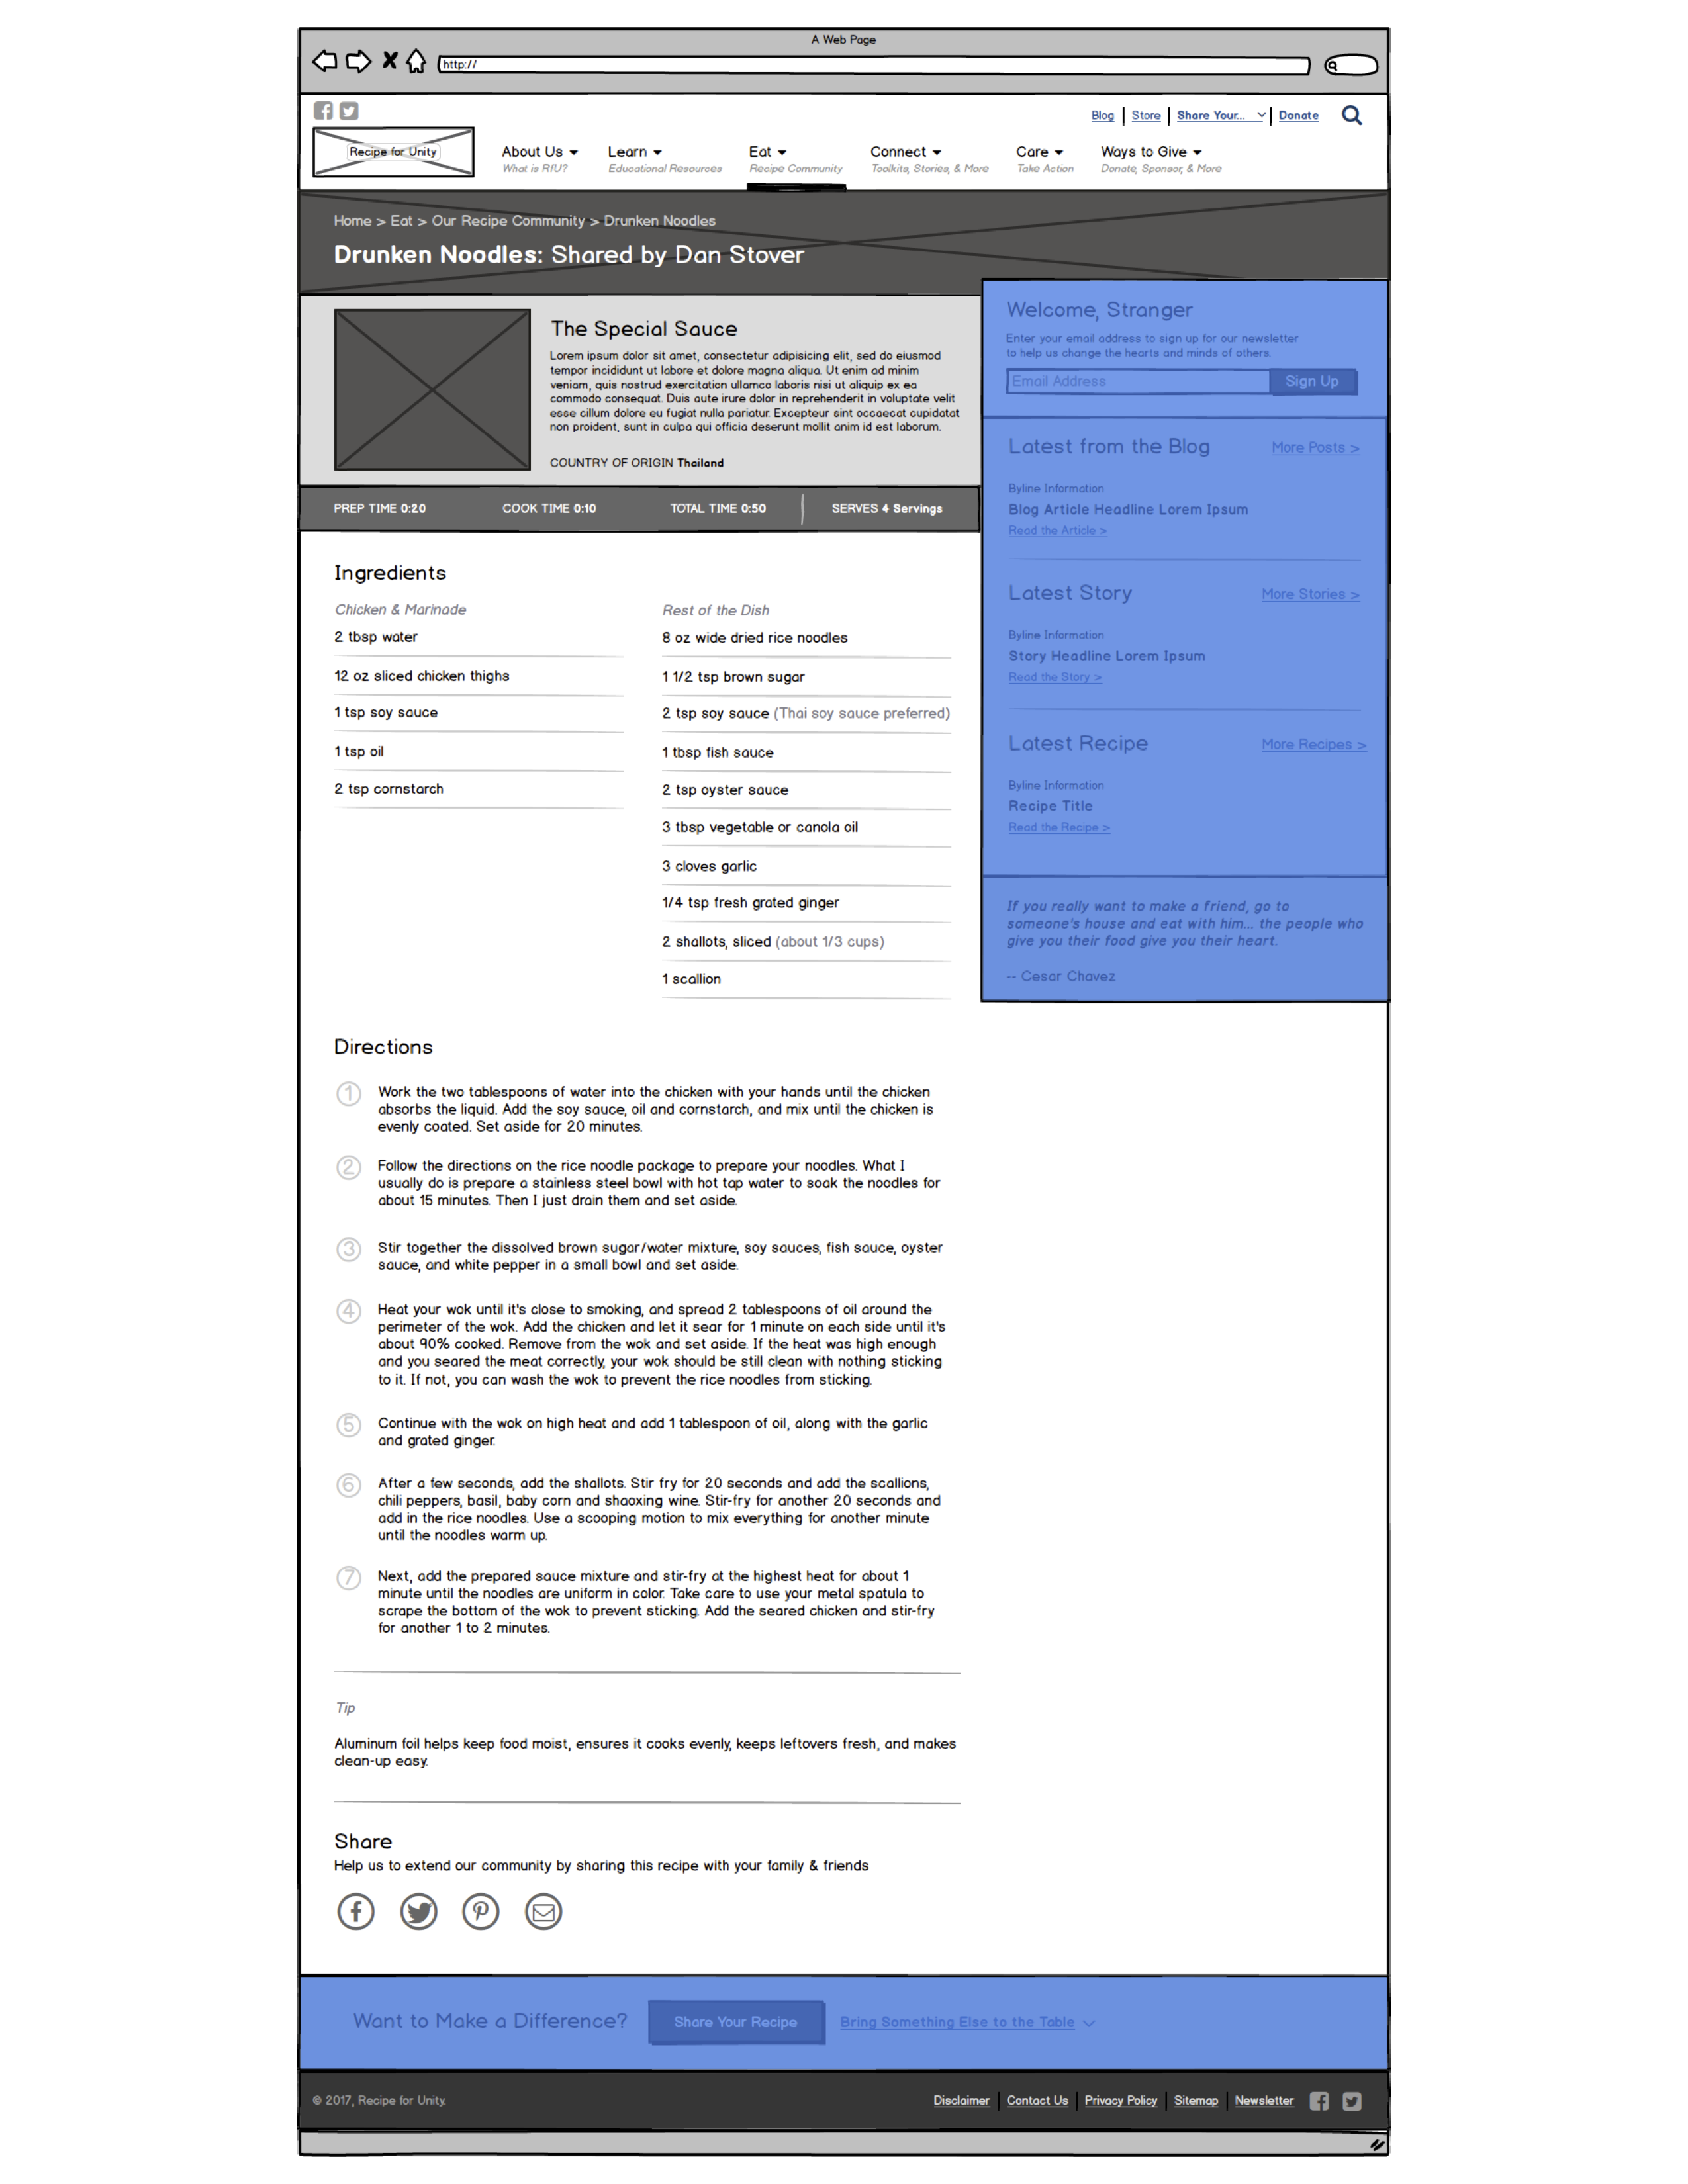 A Web Page
http://
Blog | Store | Share Your... | Donate
Recipe for Unity
About Us Learn Eat Connect Care Ways to Give
What is RfU? Educational Resources Recipe Community Toolkits, Stories, & More Take Action Donate, Sponsor, & More
Home > Eat > Our Recipe Community > Drunken Noodles
Drunken Noodles: Shared by Dan Stover
The Special Sauce
Lorem ipsum dolor sit amet, consectetur adipisicing elit, sed do eiusmod
tempor incididunt ut labore et dolore magna aliqua. Ut enim ad minim
veniam, quis nostrud exercitation ullamco laboris nisi ut aliquip ex ea
commodo consequat. Duis aute irure dolor in reprehenderit in voluptate velit
esse cillum dolore eu fugiat nulla pariatur. Excepteur sint occaecat cupidatat
non proident, sunt in culpa qui officia deserunt mollit anim id est laborum.
COUNTRY OF ORIGIN Thailand
PREP TIME 0:20 COOK TIME 0:10 TOTAL TIME 0:50 SERVES 4 Servings
Ingredients
Chicken & Marinade
2 tbsp water
12 oz sliced chicken thighs
1 tsp soy sauce
1 tsp oil
2 tsp cornstarch
Rest of the Dish
8 oz wide dried rice noodles
1 1/2 tsp brown sugar
2 tsp soy sauce (Thai soy sauce preferred)
1 tbsp fish sauce
2 tsp oyster sauce
3 tbsp vegetable or canola oil
3 cloves garlic
1/4 tsp fresh grated ginger
2 shallots, sliced (about 1/3 cups)
1 scallion
Welcome, Stranger
Enter your email address to sign up for our newsletter
to help us change the hearts and minds of others.
Email Address Sign Up
Latest from the Blog More Posts >
Byline Information
Blog Article Headline Lorem Ipsum
Read the Article >
Latest Story More Stories >
Byline Information
Story Headline Lorem Ipsum
Read the Story >
Latest Recipe More Recipes >
Byline Information
Recipe Title
Read the Recipe >
If you really want to make a friend, go to
someone's house and eat with him... the people who
give you their food give you their heart.
-- Cesar Chavez
Directions
1 Work the two tablespoons of water into the chicken with your hands until the chicken
absorbs the liquid. Add the soy sauce, oil and cornstarch, and mix until the chicken is
evenly coated. Set aside for 20 minutes.
2 Follow the directions on the rice noodle package to prepare your noodles. What I
usually do is prepare a stainless steel bowl with hot tap water to soak the noodles for
about 15 minutes. Then I just drain them and set aside.
3 Stir together the dissolved brown sugar/water mixture, soy sauces, fish sauce, oyster
sauce, and white pepper in a small bowl and set aside.
4 Heat your wok until it's close to smoking, and spread 2 tablespoons of oil around the
perimeter of the wok. Add the chicken and let it sear for 1 minute on each side until it's
about 90% cooked. Remove from the wok and set aside. If the heat was high enough
and you seared the meat correctly, your wok should be still clean with nothing sticking
to it. If not, you can wash the wok to prevent the rice noodles from sticking.
5 Continue with the wok on high heat and add 1 tablespoon of oil, along with the garlic
and grated ginger.
6 After a few seconds, add the shallots. Stir fry for 20 seconds and add the scallions,
chili peppers, basil, baby corn and shaoxing wine. Stir-fry for another 20 seconds and
add in the rice noodles. Use a scooping motion to mix everything for another minute
until the noodles warm up.
7 Next, add the prepared sauce mixture and stir-fry at the highest heat for about 1
minute until the noodles are uniform in color. Take care to use your metal spatula to
scrape the bottom of the wok to prevent sticking. Add the seared chicken and stir-fry
for another 1 to 2 minutes.
Tip
Aluminum foil helps keep food moist, ensures it cooks evenly, keeps leftovers fresh, and makes
clean-up easy.
Share
Help us to extend our community by sharing this recipe with your family & friends
Want to Make a Difference? Share Your Recipe Bring Something Else to the Table
© 2017, Recipe for Unity. Disclaimer | Contact Us | Privacy Policy | Sitemap | Newsletter